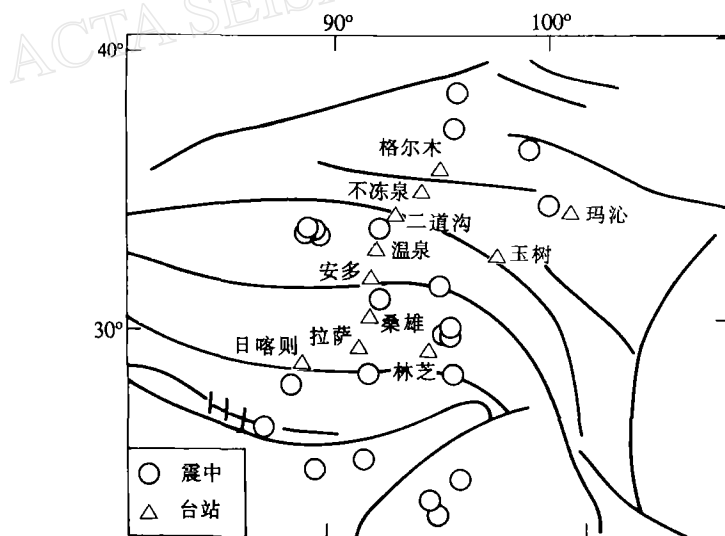 ACTA SEIS
90° 100°
40°
格尔木
不冻泉
二道沟
玛沁
温泉
玉树
安多
30°
桑雄
拉萨
日喀则
林芝
震中
台站